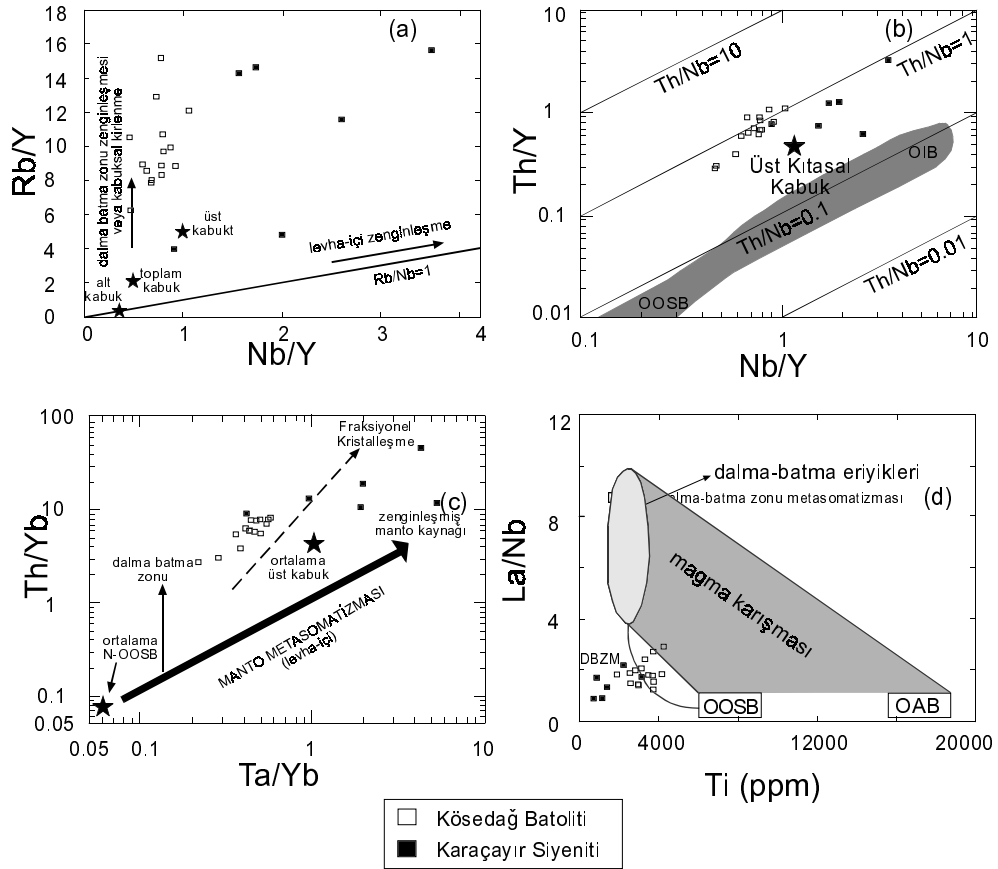 (a)
18
16
14
12
10
8
6
4
2
0
Rb/Y
dalma batma zonu zenginleşmesi
veya kabuksal kirlenme
üst
kabukt
toplam
kabuk
alt
kabuk
levha-içi zenginleşme
Rb/Nb=1
0
1
2
3
4
Nb/Y
(b)
10
1
0.1
0.01
Th/Y
Th/Nb=10
Th/Nb=1
Üst Kıtasal
Kabuk
OIB
Th/Nb=0.1
Th/Nb=0.01
OOSB
0.1
1
10
Nb/Y
100
10
1
0.1
0.05
Th/Yb
Fraksiyonel
Kristalleşme
(c)
zenginleşmiş
manto kaynağı
dalma batma
zonu
ortalama
üst kabuk
ortalama
N-OOSB
MANTO METASOMATİZMASI
(levha-içi)
0.05
0.1
1
10
Ta/Yb
12
8
4
0
La/Nb
dalma-batma eriyikleri
alma-batma zonu metasomatizması
(d)
magma karışması
DBZM
OOSB
OAB
0
4000
12000
20000
Ti (ppm)
Kösedağ Batoliti
Karaçayır Siyeniti